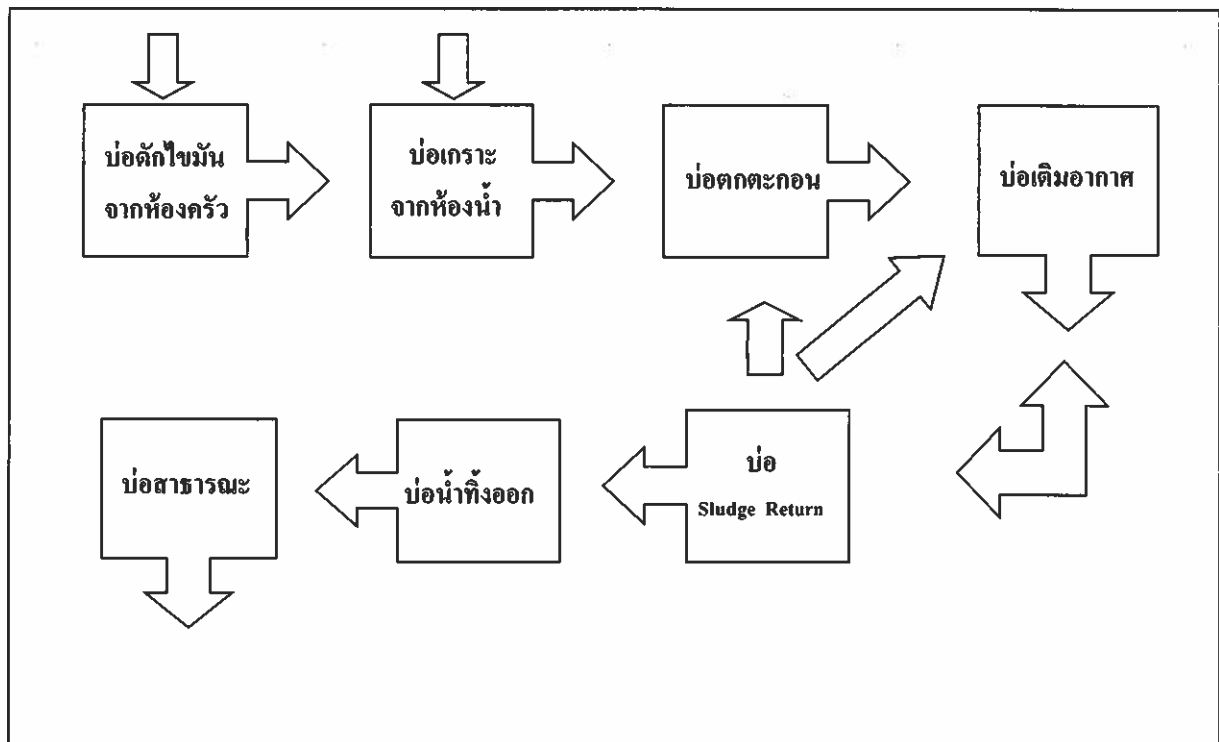 บ่อดักไขมัน
จากห้องครัว
บ่อเกราะ
จากห้องน้ำ
บ่อตกตะกอน
บ่อเติมอากาศ
บ่อสาธารณะ
บ่อน้ำทิ้งออก
บ่อ
Sludge Return